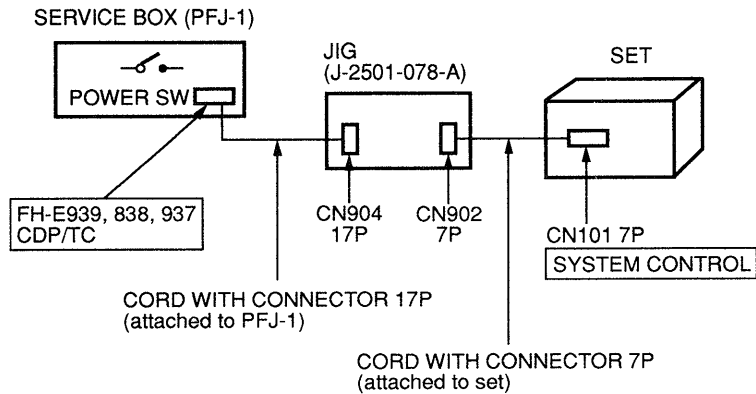 SERVICE BOX (PFJ-1)
POWER SW
FH-E939, 838, 937
CDP/TC
JIG
(J-2501-078-A)
SET
CN904
17P
CN902
7P
CN101 7P
SYSTEM CONTROL
CORD WITH CONNECTOR 17P
(attached to PFJ-1)
CORD WITH CONNECTOR 7P
(attached to set)